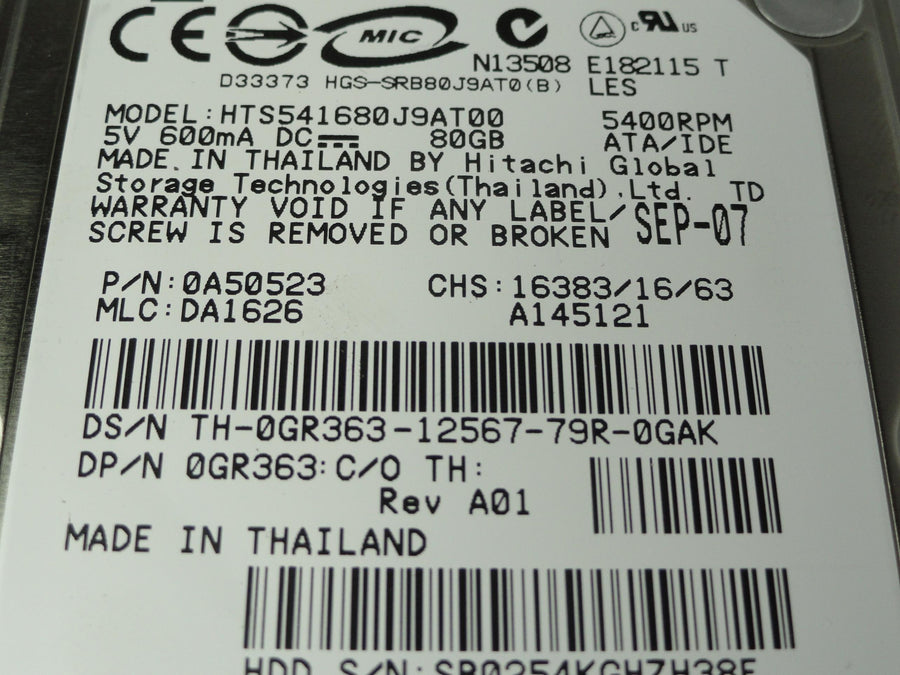 CE MIC c UR us
N13508 E182115 T
D33373 HGS-SRB80J9AT0(B) LES
MODEL:HTS541680J9AT00 5400RPM
5V 600mA DC 80GB ATA/IDE
MADE IN THAILAND BY Hitachi Global
Storage Technologies(Thailand).Ltd. TD
WARRANTY VOID IF ANY LABEL/ SEP-07
SCREW IS REMOVED OR BROKEN
P/N:0A50523 CHS:16383/16/63
MLC:DA1626 A145121
DS/N TH-0GR363-12567-79R-0GAK
DP/N 0GR363:C/O TH:
Rev A01
MADE IN THAILAND
HDD S/N: